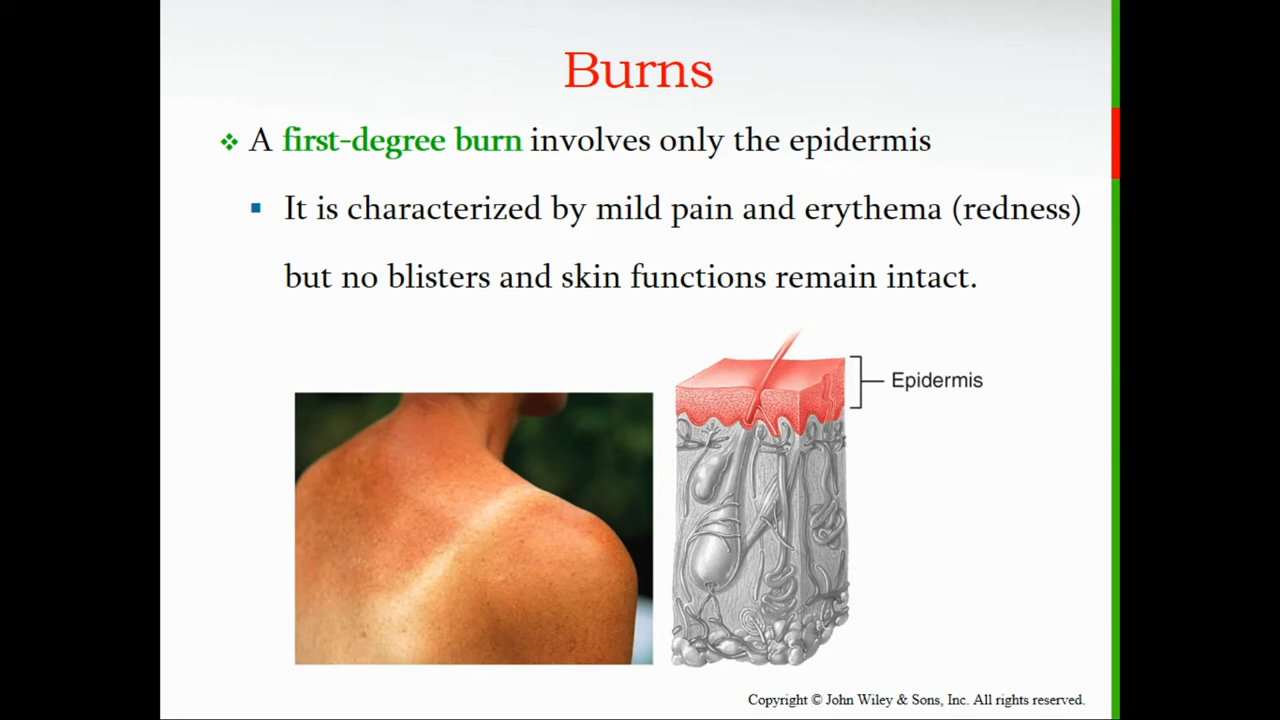 Burns
A first-degree burn involves only the epidermis
It is characterized by mild pain and erythema (redness)
but no blisters and skin functions remain intact.
Epidermis
Copyright © John Wiley & Sons, Inc. All rights reserved.